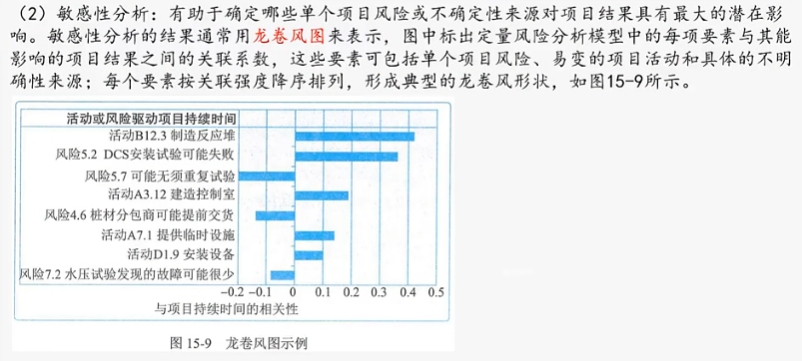 （2）敏感性分析：有助于确定哪些单个项目风险或不确定性来源对项目结果具有最大的潜在影
响。敏感性分析的结果通常用龙卷风图来表示，图中标出定量风险分析模型中的每项要素与其能
影响的项目结果之间的关联系数，这些要素可包括单个项目风险、易变的项目活动和具体的不明
确性来源；每个要素按关联强度降序排列，形成典型的龙卷风形状，如图15-9所示。
活动或风险驱动项目持续时间
活动B12.3 制造反应堆
风险5.2 DCS安装试验可能失败
风险5.7 可能无须重复试验
活动A3.12 建造控制室
风险4.6 桩材分包商可能提前交货
活动A7.1 提供临时设施
活动D1.9 安装设备
风险7.2 水压试验发现的故障可能很少
-0.2 -0.1 0 0.1 0.2 0.3 0.4 0.5
与项目持续时间的相关性
图 15-9 龙卷风图示例